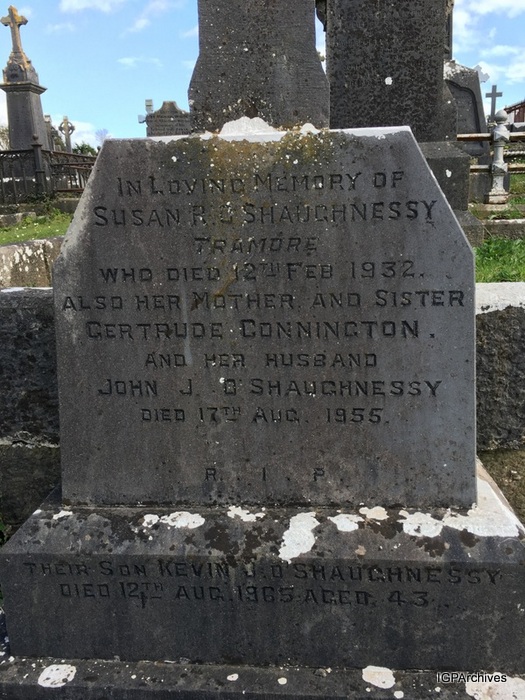 IN LOVING MEMORY OF
SUSAN R. O'SHAUGHNESSY
TRAMORE
WHO DIED 12TH FEB 1932.
ALSO HER MOTHER AND SISTER
GERTRUDE CONNINGTON.
AND HER HUSBAND
JOHN J. O'SHAUGHNESSY
DIED 17TH AUG. 1955.
R. I. P.
THEIR SON KEVIN J. O'SHAUGHNESSY
DIED 12TH AUG. 1965 AGED 43.
IGPArchives